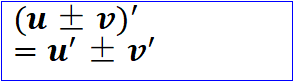 (u ± v)′
= u′ ± v′